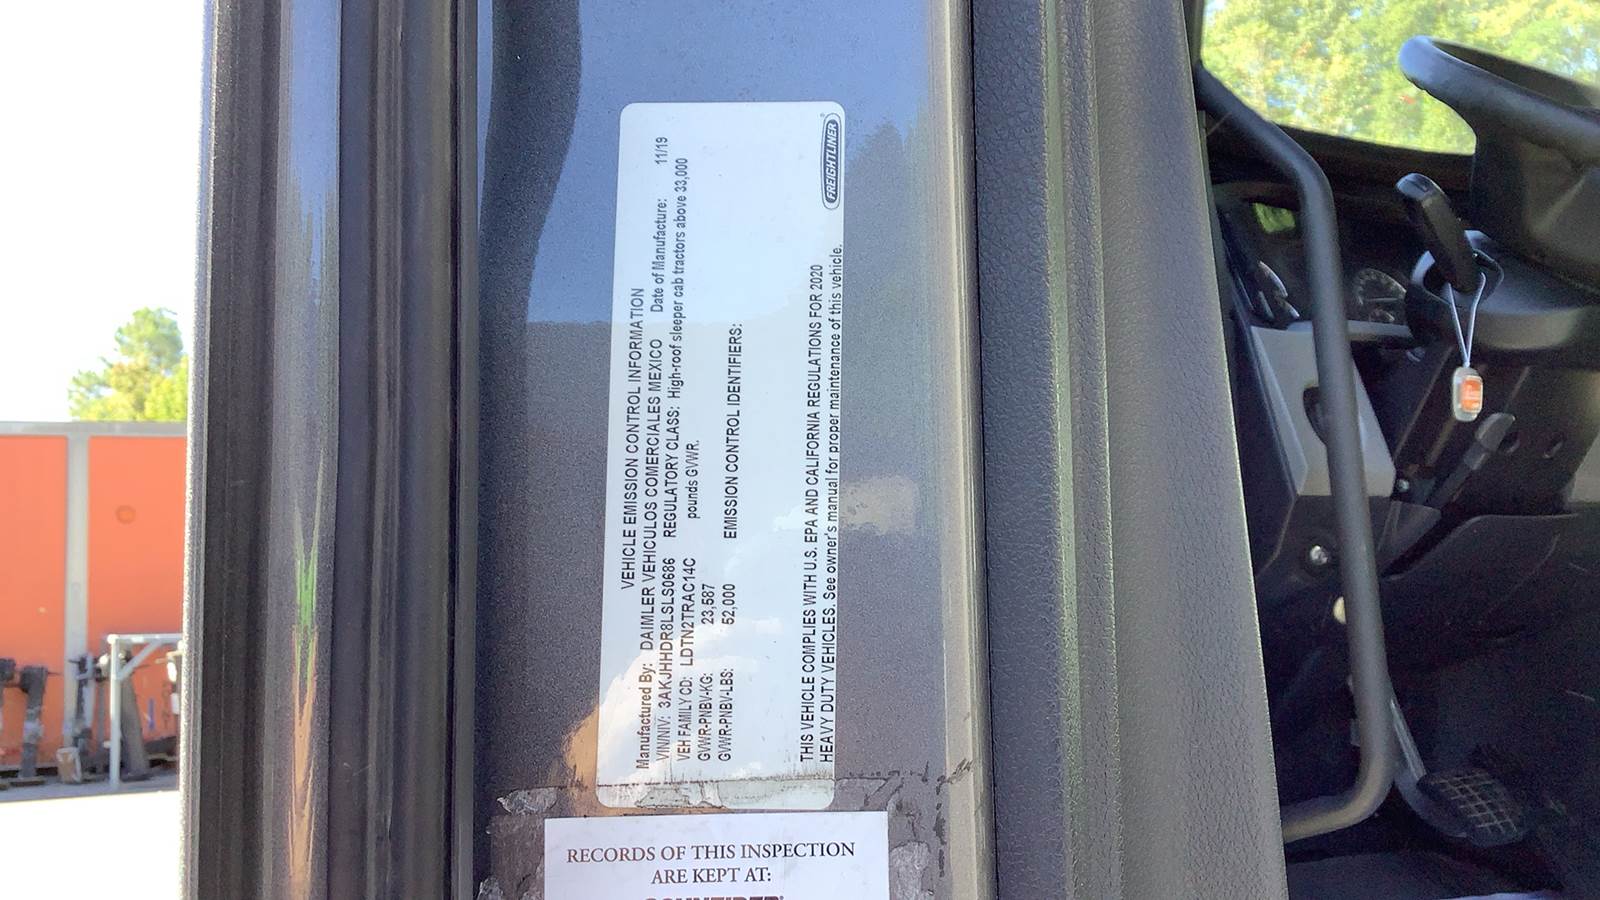 VEHICLE EMISSION CONTROL INFORMATION
Manufactured By: DAIMLER VEHICULOS COMERCIALES MEXICO Date of Manufacture: 11/19
VIN/NIV: 3AKJHHDR8LSLS0686 REGULATORY CLASS: High-roof sleeper cab tractors above 33,000
VEH FAMILY CD: LDTN2TRAC14C pounds GVWR.
GVWR-PNBV-KG: 23,587
GVWR-PNBV-LBS: 52,000 EMISSION CONTROL IDENTIFIERS:
THIS VEHICLE COMPLIES WITH U.S. EPA AND CALIFORNIA REGULATIONS FOR 2020
HEAVY DUTY VEHICLES. See owner's manual for proper maintenance of this vehicle.
FREIGHTLINER®
RECORDS OF THIS INSPECTION
ARE KEPT AT:
SCHNEIDER®